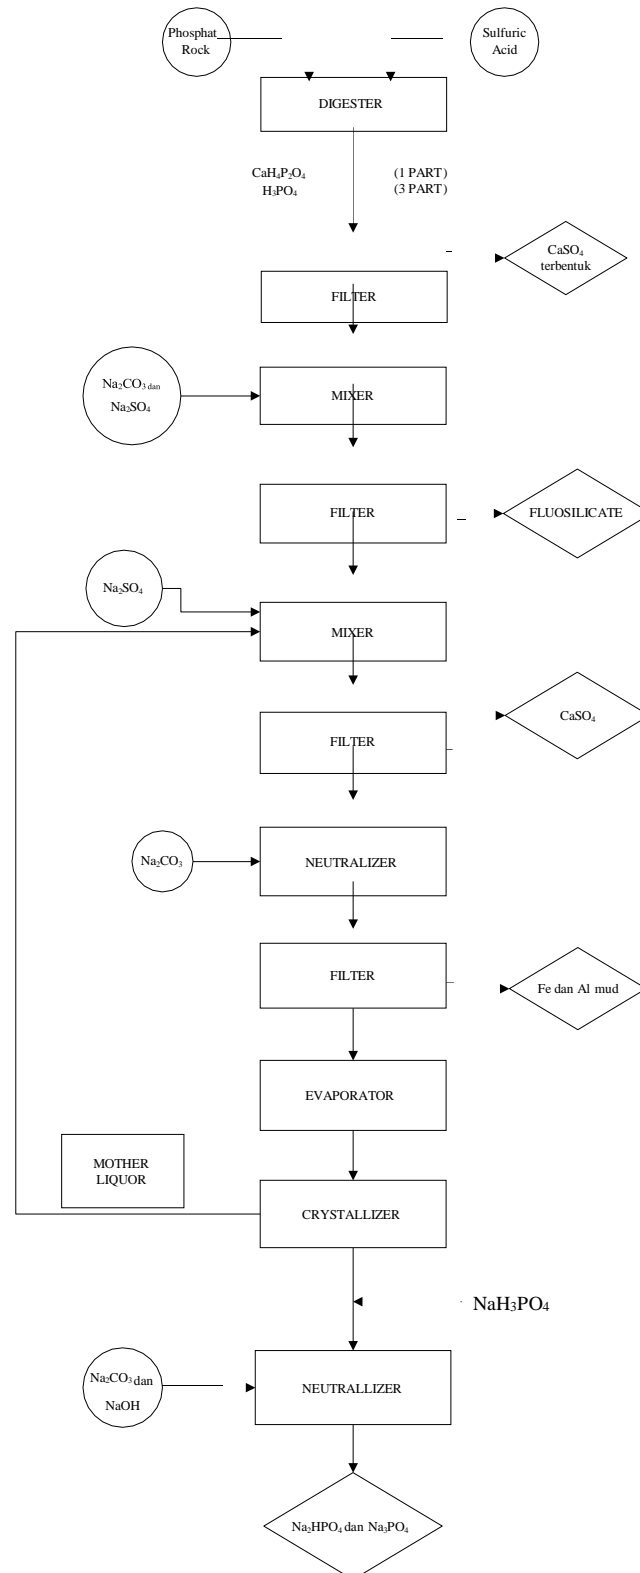 Phosphat
Rock
Sulfuric
Acid
DIGESTER
CaH₄P₂O₄
H₃PO₄
(1 PART)
(3 PART)
CaSO₄
terbentuk
FILTER
Na₂CO₃ dan
Na₂SO₄
MIXER
FILTER
FLUOSILICATE
Na₂SO₄
MIXER
FILTER
CaSO₄
Na₂CO₃
NEUTRALIZER
FILTER
Fe dan Al mud
EVAPORATOR
MOTHER
LIQUOR
CRYSTALLIZER
NaH₃PO₄
Na₂CO₃ dan
NaOH
NEUTRALLIZER
Na₂HPO₄ dan Na₃PO₄